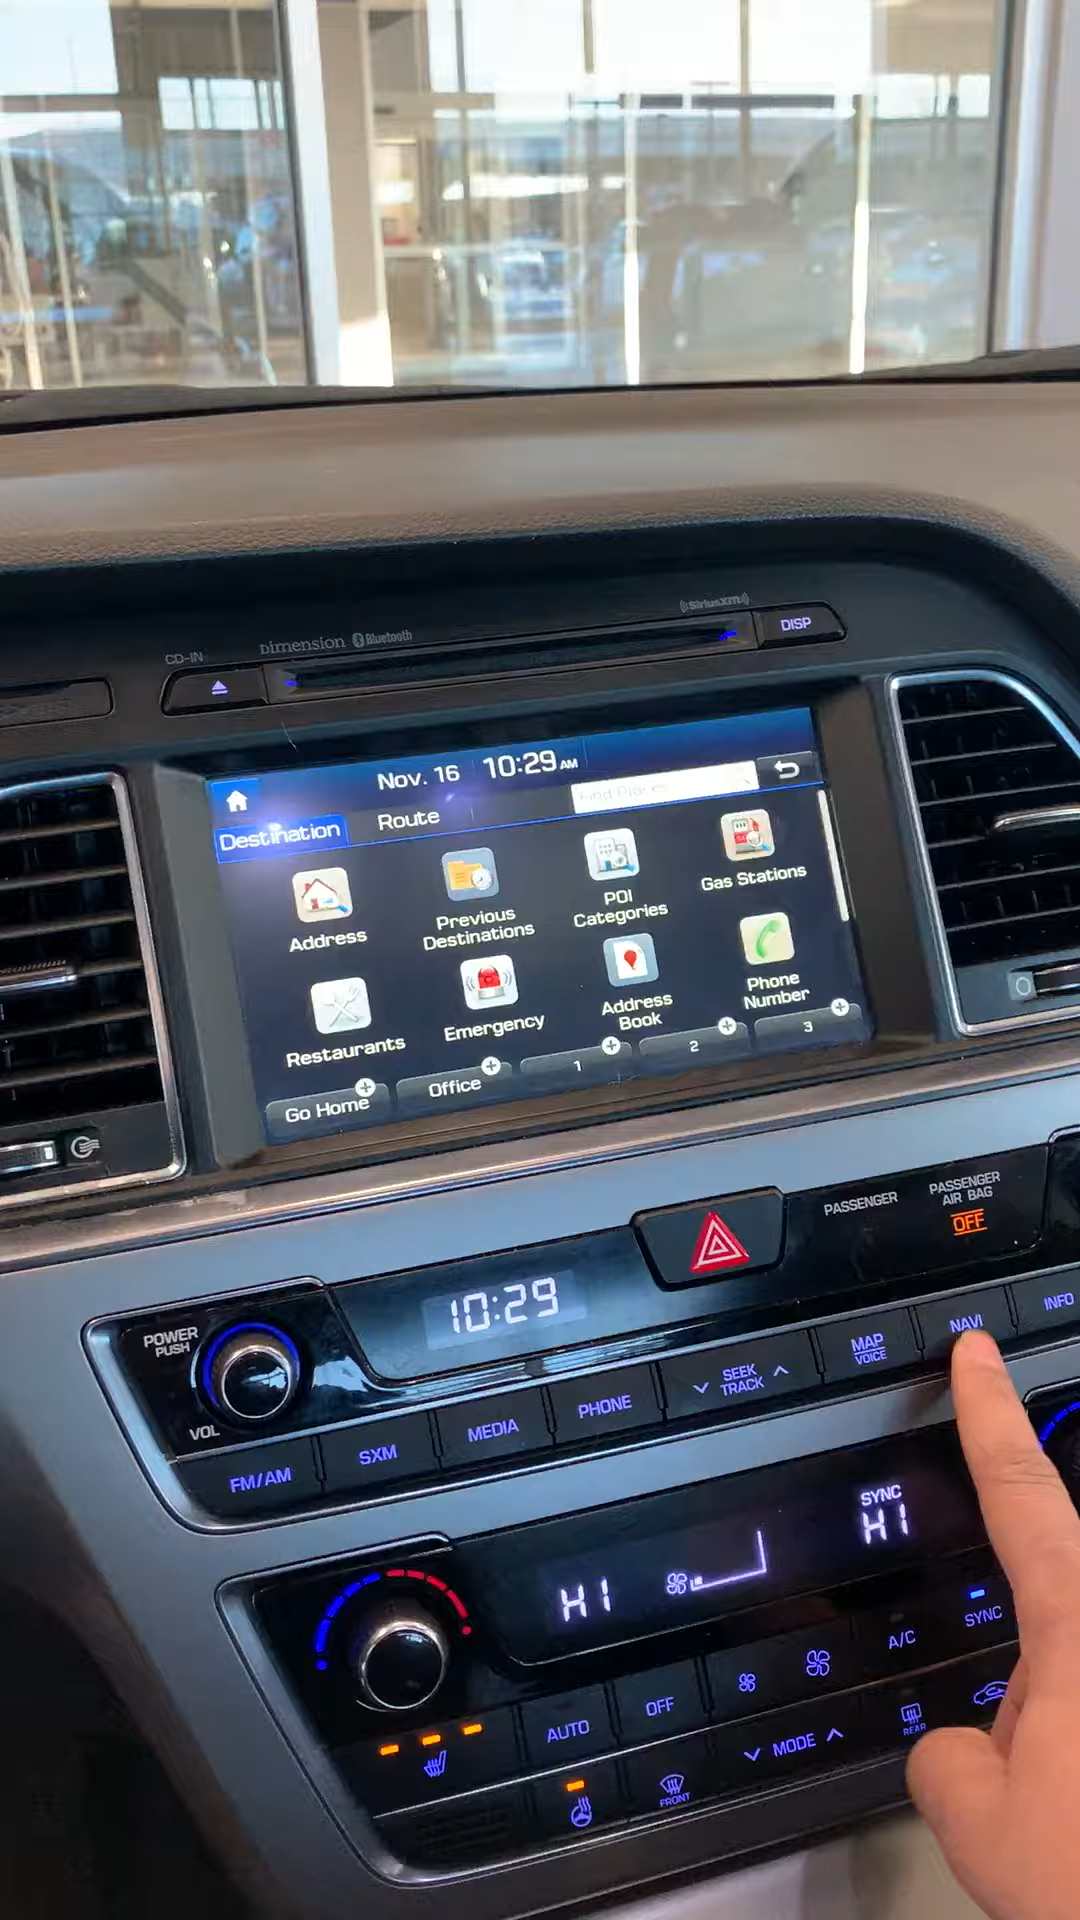 ((SiriusXM))
DISP
CD-IN
Dimension Bluetooth
Nov. 16 10:29 AM
Destination
Route
Find Places
Address
Previous
Destinations
POI
Categories
Gas Stations
Restaurants
Emergency
Address
Book
Phone
Number
Go Home
Office
1
2
3
PASSENGER
PASSENGER
AIR BAG
OFF
10:29
POWER
PUSH
VOL
FM/AM
SXM
MEDIA
PHONE
SEEK
TRACK
MAP
VOICE
NAVI
INFO
HI
SYNC
HI
AUTO
OFF
A/C
SYNC
FRONT
MODE
REAR